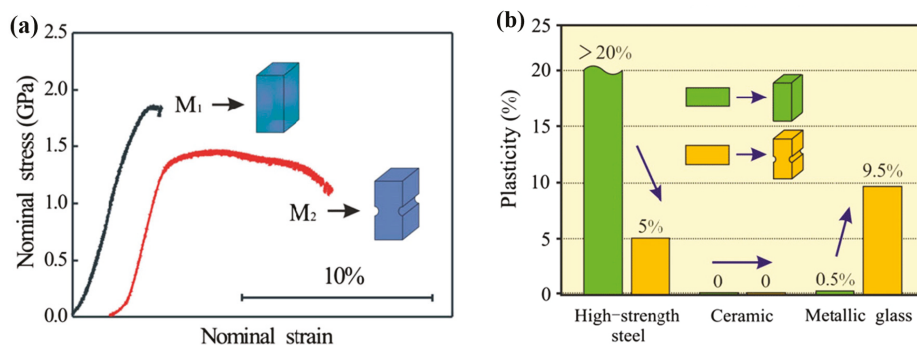 (a)
Nominal stress (GPa)
2.5
2.0
1.5
1.0
0.5
0.0
M₁
M₂
10%
Nominal strain
(b)
Plasticity (%)
25
20
15
10
5
0
> 20%
5%
0
0
0.5%
9.5%
High-strength
steel
Ceramic
Metallic glass